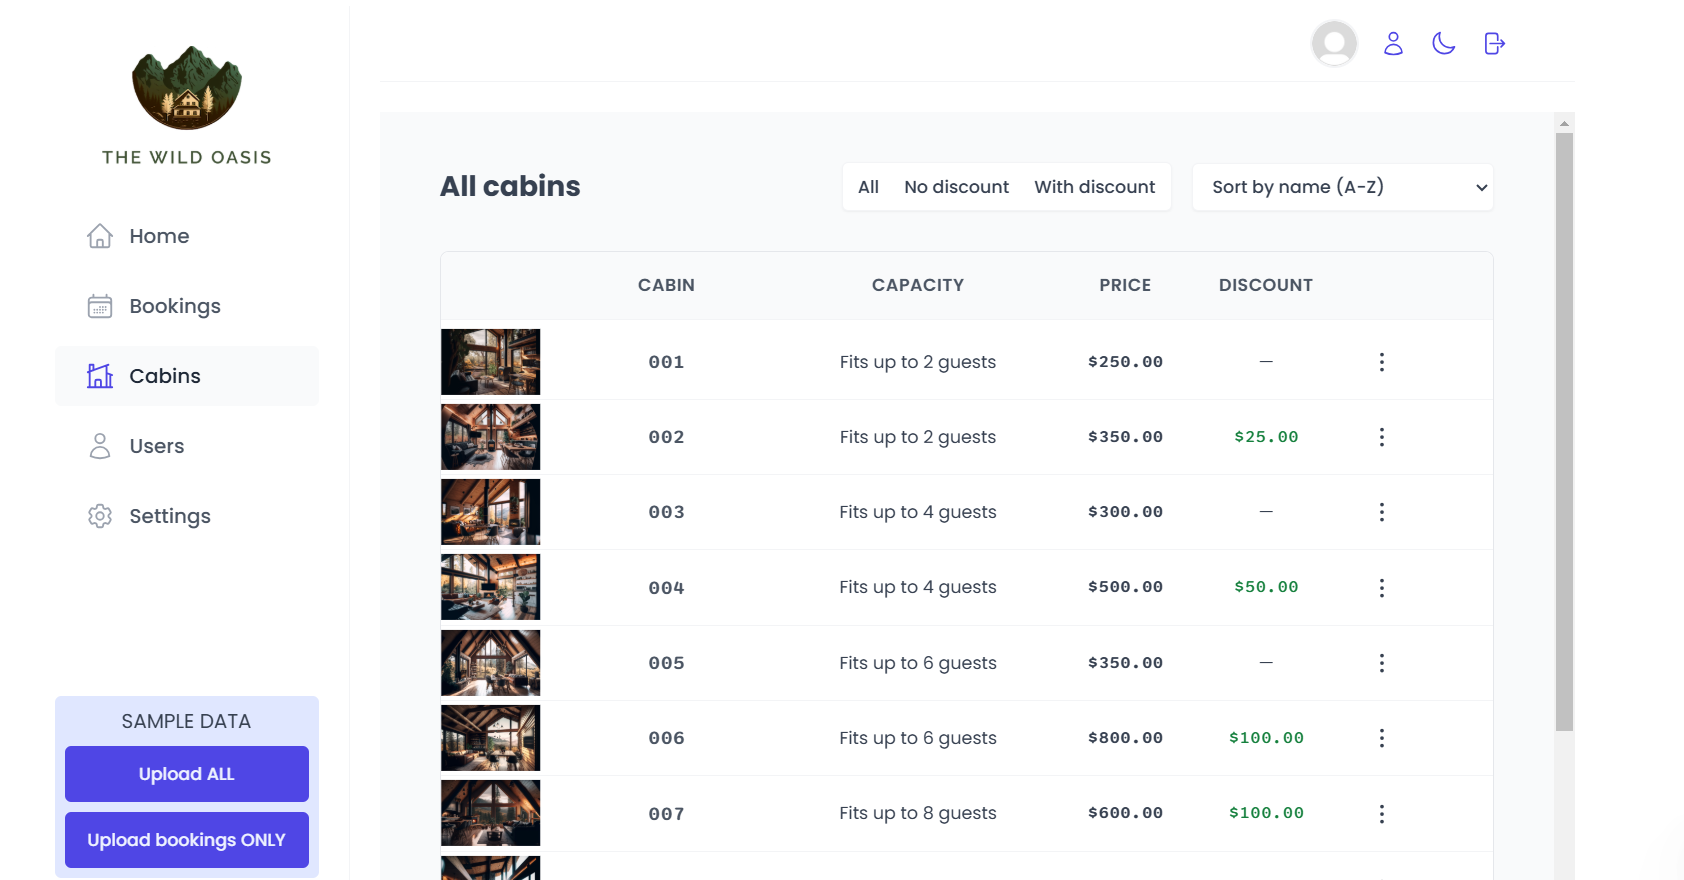 THE WILD OASIS
Home
Bookings
Cabins
Users
Settings
SAMPLE DATA
Upload ALL
Upload bookings ONLY
All cabins
All No discount With discount
Sort by name (A-Z)
CABIN CAPACITY PRICE DISCOUNT
001 Fits up to 2 guests $250.00 —
002 Fits up to 2 guests $350.00 $25.00
003 Fits up to 4 guests $300.00 —
004 Fits up to 4 guests $500.00 $50.00
005 Fits up to 6 guests $350.00 —
006 Fits up to 6 guests $800.00 $100.00
007 Fits up to 8 guests $600.00 $100.00